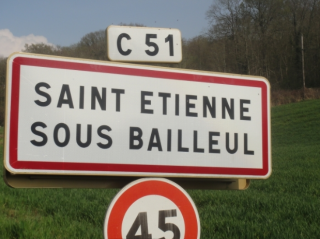 C 51
SAINT ETIENNE
SOUS BAILLEUL
45